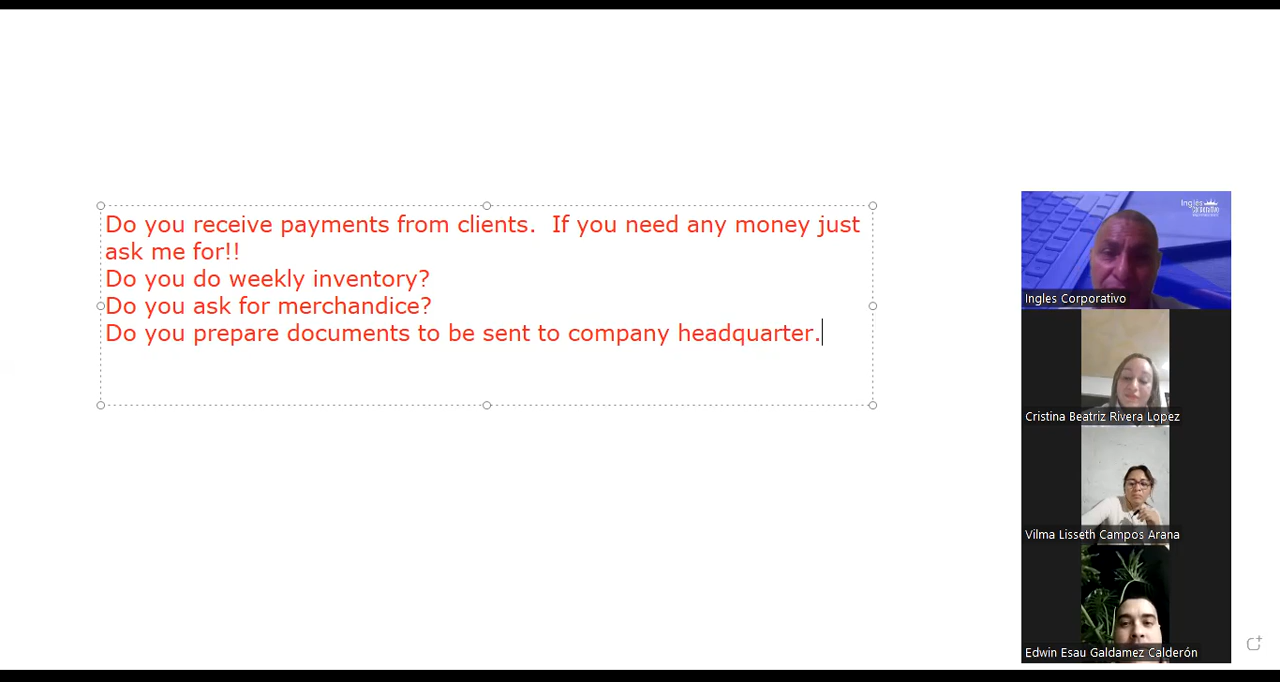 Do you receive payments from clients.  If you need any money just
ask me for!!
Do you do weekly inventory?
Do you ask for merchandice?
Do you prepare documents to be sent to company headquarter.
Ingles
Ingles Corporativo
Cristina Beatriz Rivera Lopez
Vilma Lisseth Campos Arana
Edwin Esau Galdamez Calderón